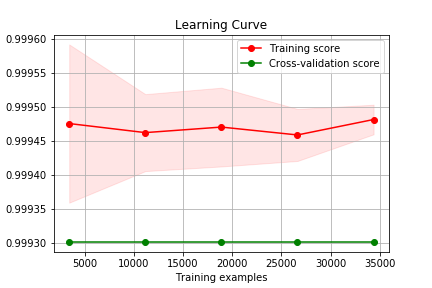 Learning Curve
0.99960
0.99955
0.99950
0.99945
0.99940
0.99935
0.99930
Training score
Cross-validation score
5000 10000 15000 20000 25000 30000 35000
Training examples